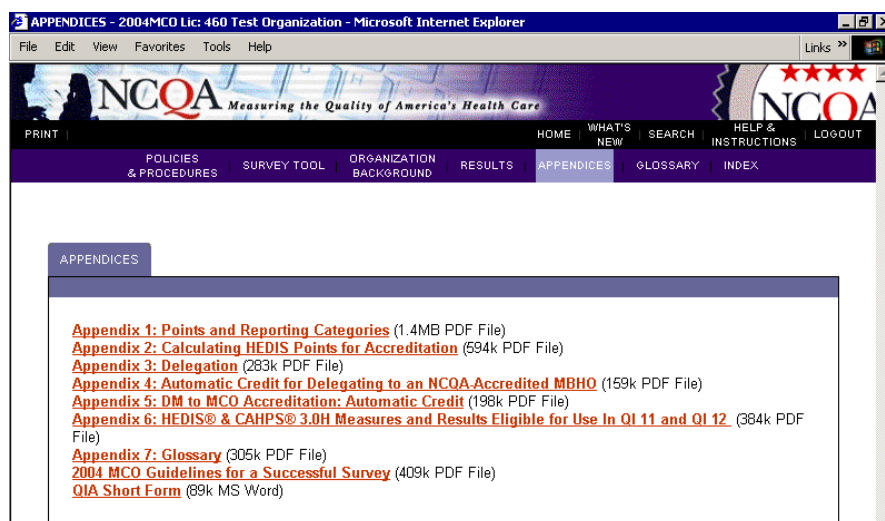 APPENDICES - 2004MCO Lic: 460 Test Organization - Microsoft Internet Explorer
File Edit View Favorites Tools Help Links »
NCQA Measuring the Quality of America's Health Care NCQA
PRINT | HOME | WHAT'S NEW | SEARCH | HELP & INSTRUCTIONS | LOGOUT
POLICIES & PROCEDURES | SURVEY TOOL | ORGANIZATION BACKGROUND | RESULTS | APPENDICES | GLOSSARY | INDEX
APPENDICES
Appendix 1: Points and Reporting Categories (1.4MB PDF File)
Appendix 2: Calculating HEDIS Points for Accreditation (594k PDF File)
Appendix 3: Delegation (283k PDF File)
Appendix 4: Automatic Credit for Delegating to an NCQA-Accredited MBHO (159k PDF File)
Appendix 5: DM to MCO Accreditation: Automatic Credit (198k PDF File)
Appendix 6: HEDIS® & CAHPS® 3.0H Measures and Results Eligible for Use In QI 11 and QI 12 (384k PDF
File)
Appendix 7: Glossary (305k PDF File)
2004 MCO Guidelines for a Successful Survey (409k PDF File)
QIA Short Form (89k MS Word)